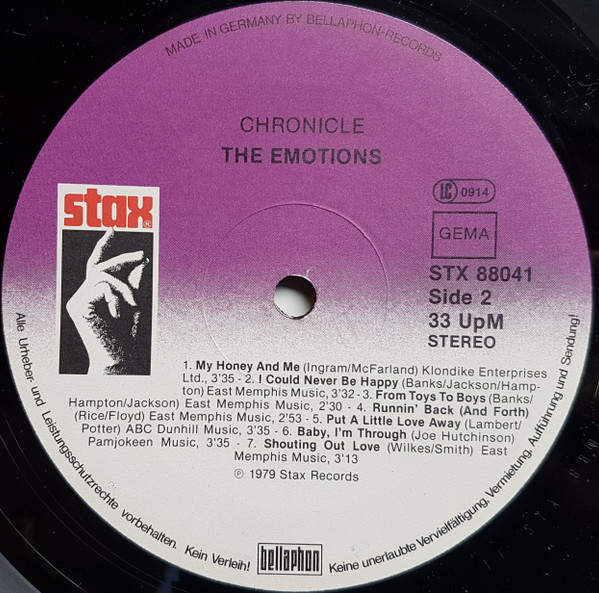 MADE IN GERMANY BY BELLAPHON-RECORDS
CHRONICLE
THE EMOTIONS
stax®
LC 0914
GEMA
STX 88041
Side 2
33 UpM
STEREO
1. My Honey And Me (Ingram/McFarland) Klondike Enterprises
Ltd., 3'35 - 2. I Could Never Be Happy (Banks/Jackson/Hamp-
ton) East Memphis Music, 3'32 - 3. From Toys To Boys (Banks/
Hampton/Jackson) East Memphis Music, 2'30 - 4. Runnin' Back (And Forth)
(Rice/Floyd) East Memphis Music, 2'53 - 5. Put A Little Love Away (Lambert/
Potter) ABC Dunhill Music, 3'35 - 6. Baby, I'm Through (Joe Hutchinson)
Pamjokeen Music, 3'35 - 7. Shouting Out Love (Wilkes/Smith) East
Memphis Music, 3'13
℗ 1979 Stax Records
Alle Urheber- und Leistungsschutzrechte vorbehalten. Kein Verleih! Keine unerlaubte Vervielfältigung, Vermietung, Aufführung und Sendung!
bellaphon